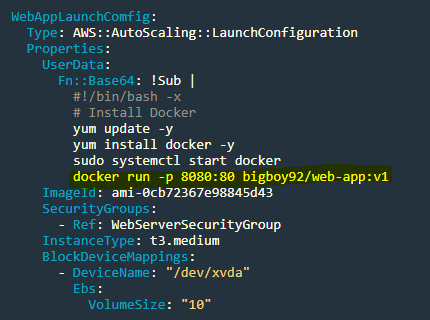 WebAppLaunchComfig:
Type: AWS::AutoScaling::LaunchConfiguration
Properties:
UserData:
Fn::Base64: !Sub |
#!/bin/bash -x
# Install Docker
yum update -y
yum install docker -y
sudo systemctl start docker
docker run -p 8080:80 bigboy92/web-app:v1
ImageId: ami-0cb72367e98845d43
SecurityGroups:
- Ref: WebServerSecurityGroup
InstanceType: t3.medium
BlockDeviceMappings:
- DeviceName: "/dev/xvda"
Ebs:
VolumeSize: "10"